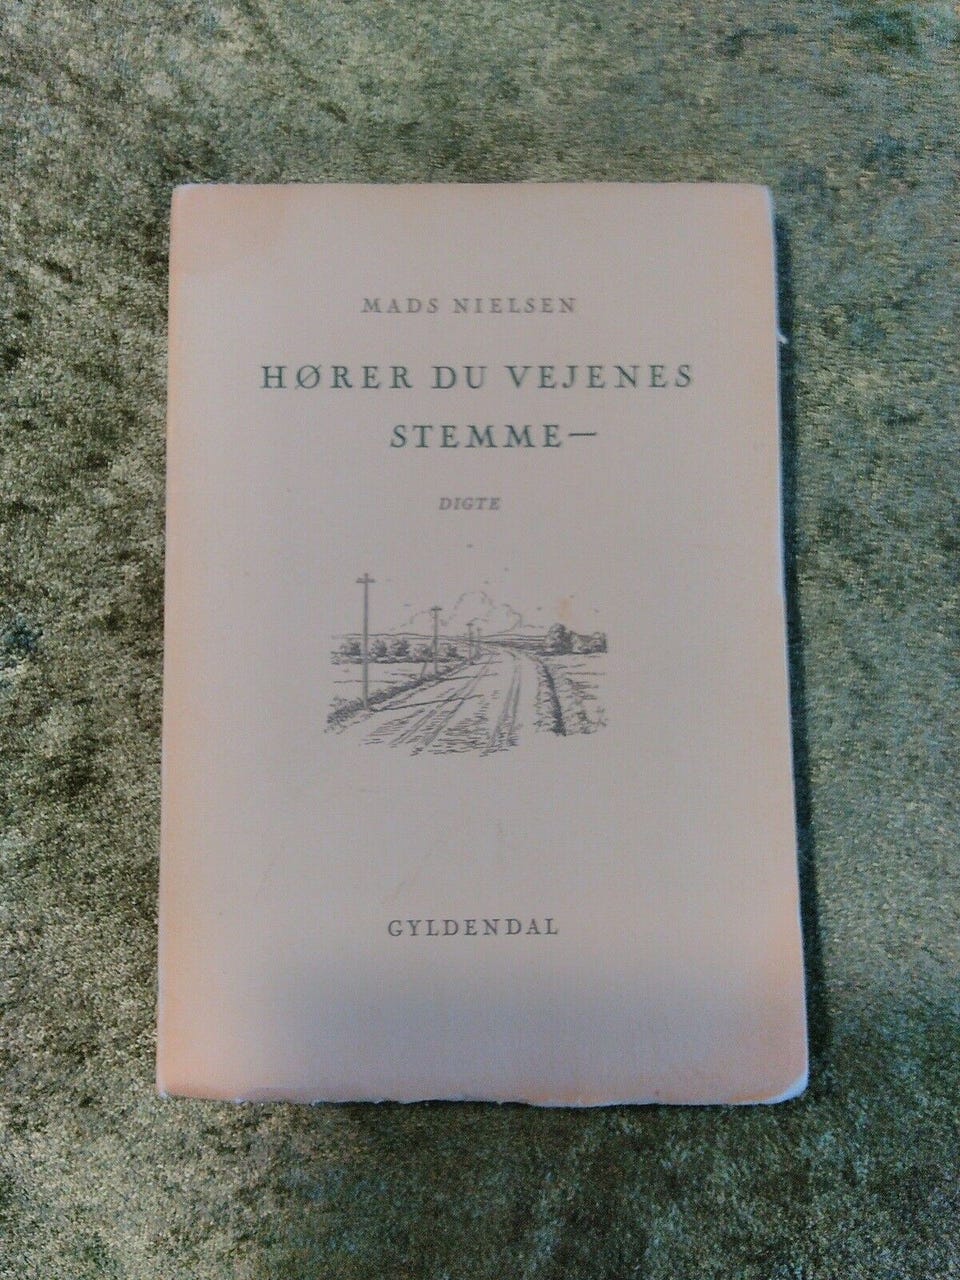 MADS NIELSEN
HØRER DU VEJENES
STEMME—
DIGTE
GYLDENDAL